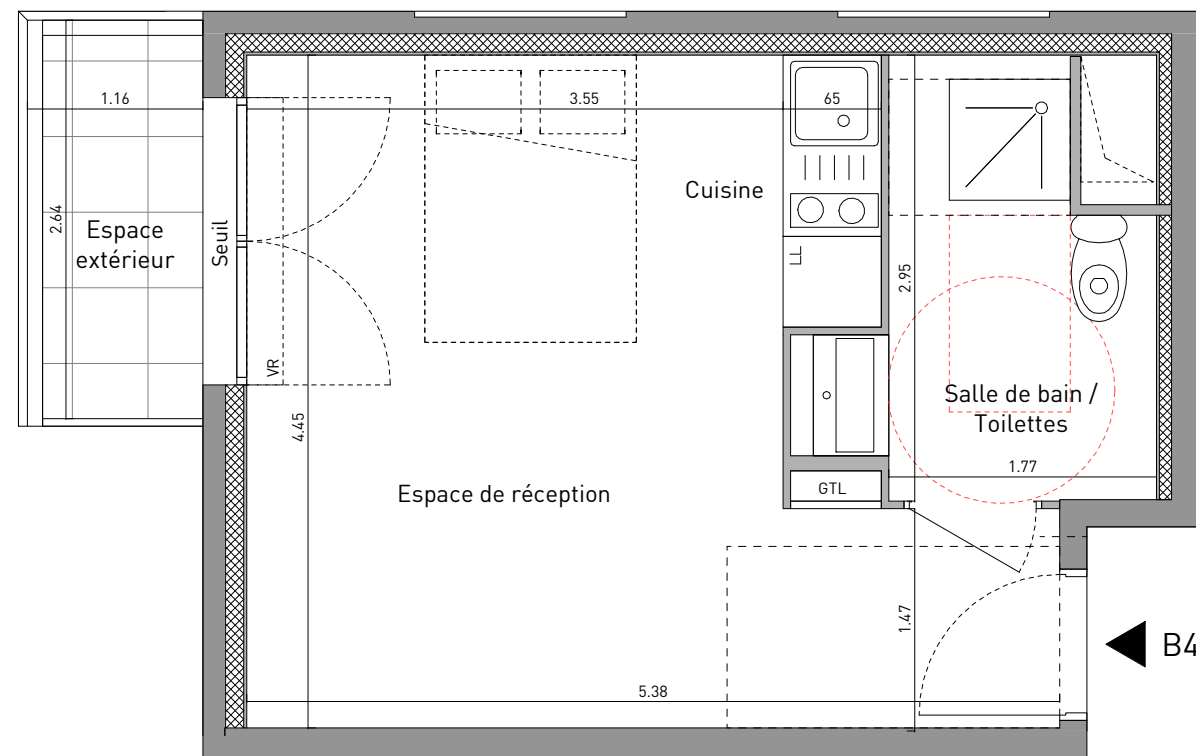 1.16
3.55
65
Cuisine
2.64
Espace
extérieur
Seuil
LL
2.95
VR
4.45
Salle de bain /
Toilettes
1.77
GTL
Espace de réception
1.47
B4
5.38